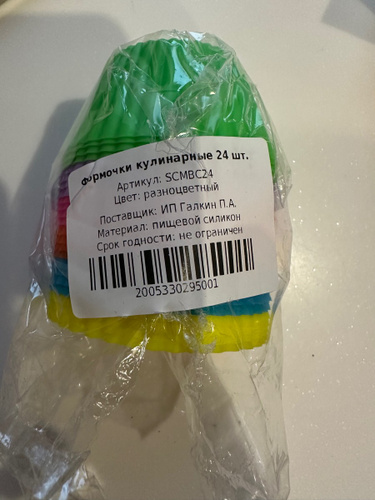 Формочки кулинарные 24 шт.
Артикул: SCMBC24
Цвет: разноцветный
Поставщик: ИП Галкин П.А.
Материал: пищевой силикон
Срок годности: не ограничен
2005330295001